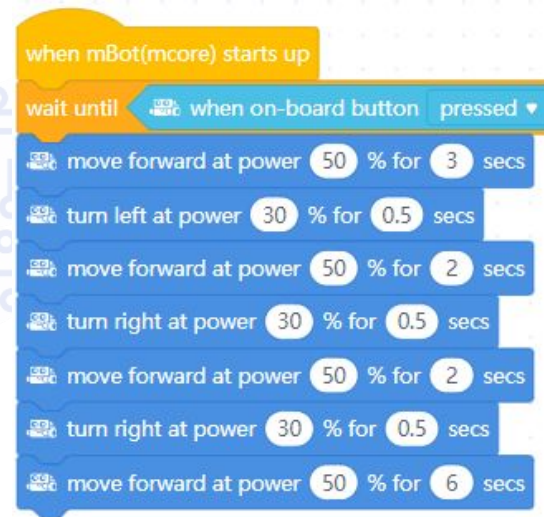 when mBot(mcore) starts up
wait until when on-board button pressed
move forward at power 50 % for 3 secs
turn left at power 30 % for 0.5 secs
move forward at power 50 % for 2 secs
turn right at power 30 % for 0.5 secs
move forward at power 50 % for 2 secs
turn right at power 30 % for 0.5 secs
move forward at power 50 % for 6 secs